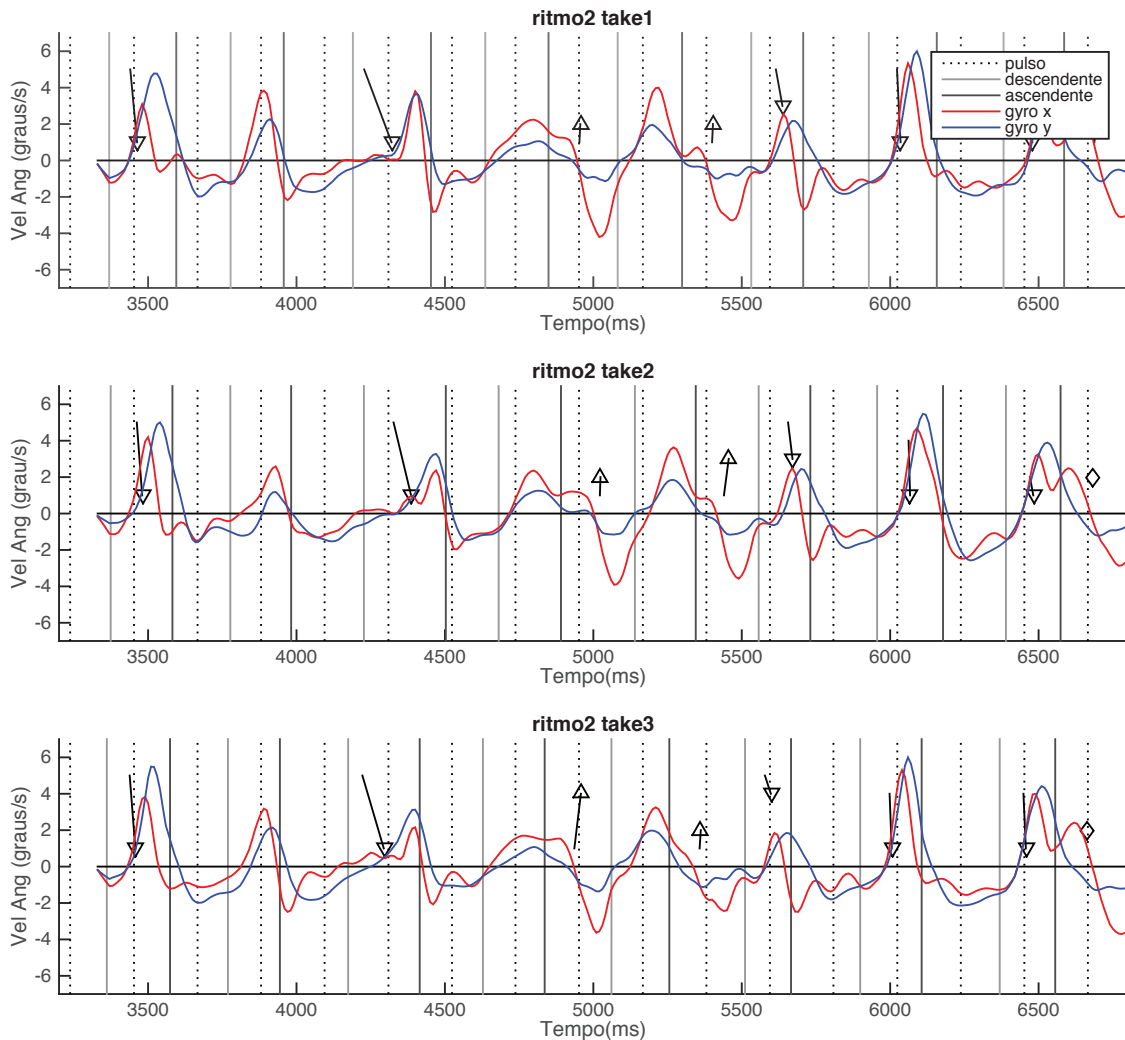 ritmo2 take1
Vel Ang (graus/s)
6
4
2
0
-2
-4
-6
pulso
descendente
ascendente
gyro x
gyro y
3500 4000 4500 5000 5500 6000 6500
Tempo(ms)
ritmo2 take2
Vel Ang (grau/s)
6
4
2
0
-2
-4
-6
3500 4000 4500 5000 5500 6000 6500
Tempo(ms)
ritmo2 take3
Vel Ang (graus/s)
6
4
2
0
-2
-4
-6
3500 4000 4500 5000 5500 6000 6500
Tempo(ms)